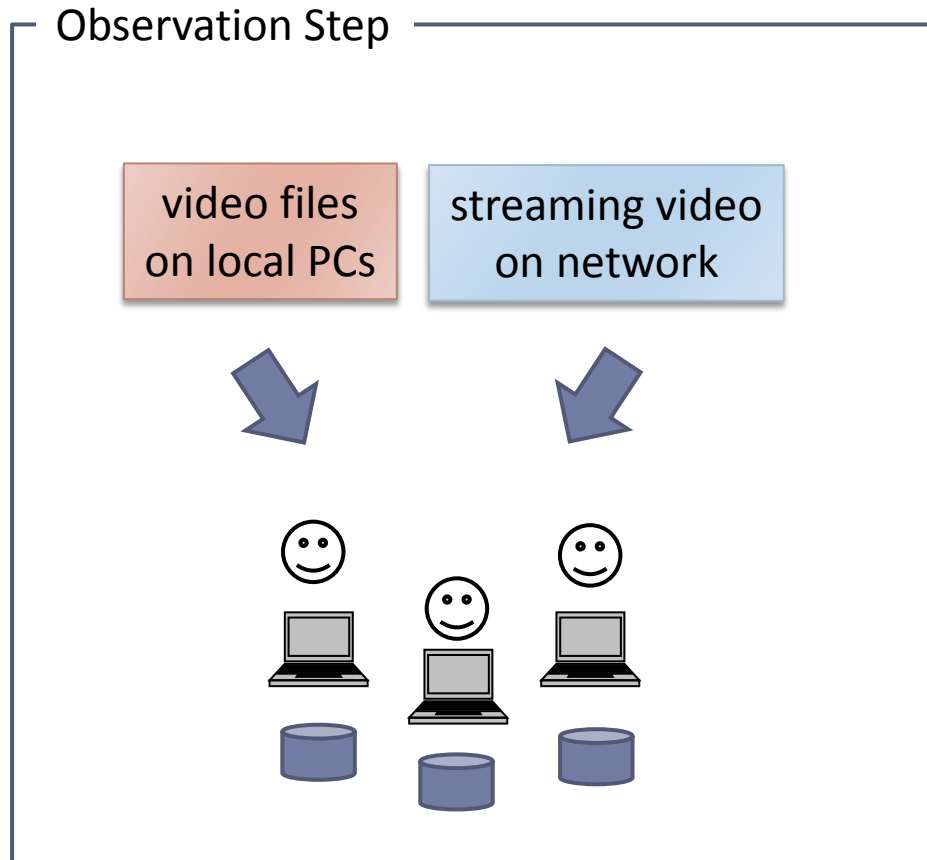 Observation Step
video files
on local PCs
streaming video
on network